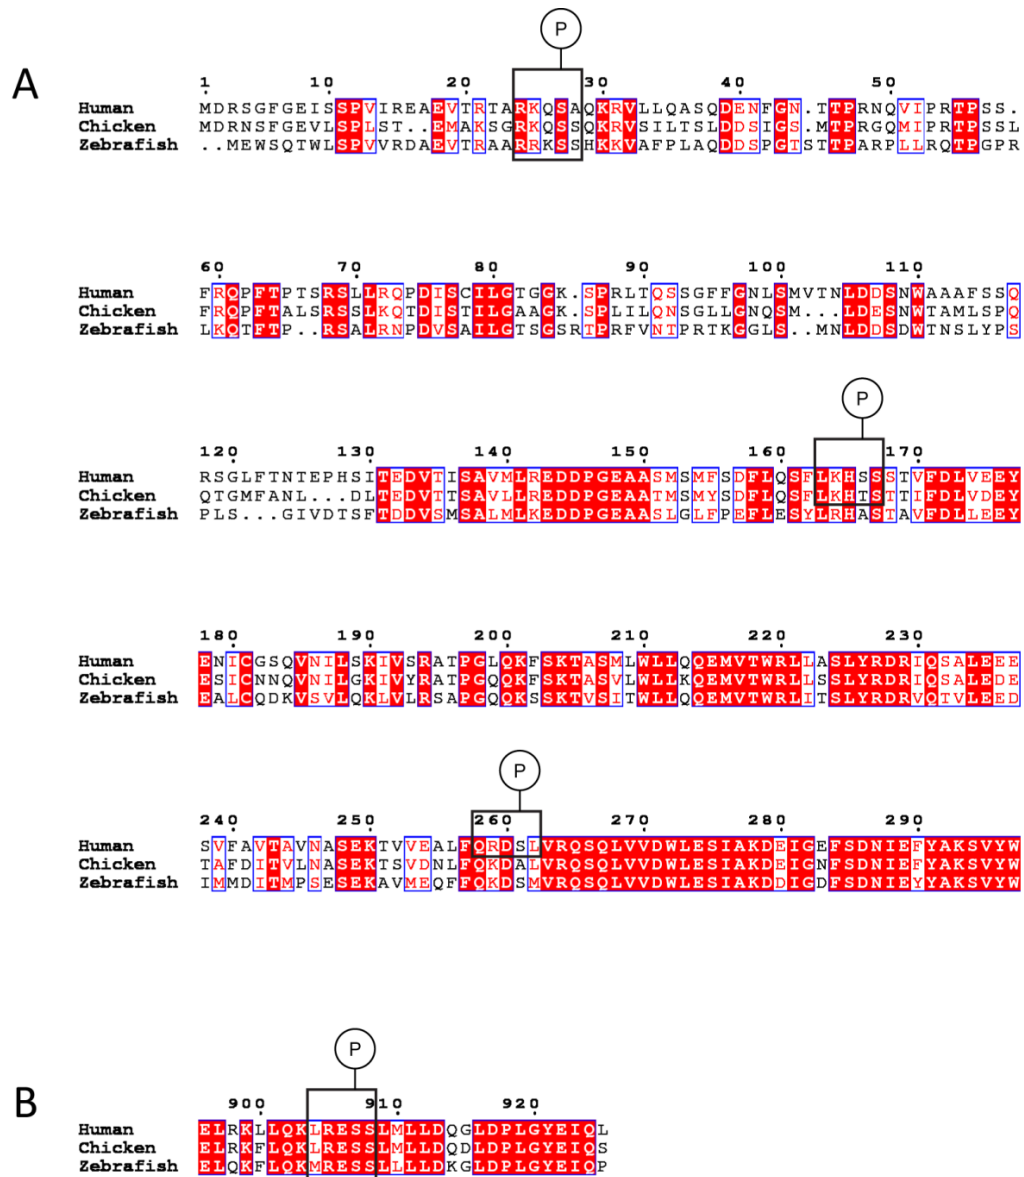 A
P
1 10 20 30 40 50
Human MDRSGFGEISSPVIREAEVTRTARKQSAQKRVLLQASQDENFGN.TTPRNQVIPRTPSS.
Chicken MDRNSFGEVLSPLST..EMAKSGRKQSSQKRVSILTSLDDSIGS.MTPRGQMIPRTPSSL
Zebrafish ..MEWSQTWLSPVVRDAEVTRAARRKSSHKKVAFPLAQDDSPGTSTTPARPLLRQTPGPR
60 70 80 90 100 110
Human FRQPFTPTSRSLLRQPDISCILGTGGK.SPRLTQSSGFFGNLSMVTNLDDSNWAAAFSSQ
Chicken FRQPFTALSRSSLKQTDISTILGAAGK.SPLILQNSGLLGNQSM...LDESNWTAMLSPQ
Zebrafish LKQTFTP..RSALRNPDVSAILGTSGSRTPRFVNTPRTKGGLS..MNLDDSDWTNSLYPS
P
120 130 140 150 160 170
Human RSGLFTNTEPHSITEDVTISAVMLREDDPGEAASMSMFSDFLQSFLKHSSSTVFDLVEEY
Chicken QTGMFANL...DLTEDVTTSAVLLREDDPGEAASMSMYSDFLQSFLKHTSTTIFDLVDEY
Zebrafish PLS...GIVDTSFTDDVSMSALMLKEDDPGEAASLGLFPEFLESYLRHASTAVFDLLEEY
180 190 200 210 220 230
Human ENICGSQVNILSKIVSRATPGLQKFSKTASMLWLLQQEMVTWRLLASLYRDRIQSALEEE
Chicken ESICNNQVNILGKIVYRATPGQQKFSKTASVLWLLKQEMVTWRLLSSLYRDRIQSALEDE
Zebrafish EALCQDKVSVLQKLVLRSAPGQQKSSKTVSITWLLQQEMVTWRLITSLYRDRVQTVLEED
P
240 250 260 270 280 290
Human SVFAVTAVNASEKTVVEALFQRDSLVRQSQLVVDWLESIAKDEIGEFSDNIEFYAKSVYW
Chicken TAFDITVLNASEKTSVDNLFQKDALVRQSQLVVDWLESIAKDEIGNFSDNIEFYAKSVYW
Zebrafish IMMDITMPSESEKAVMEQFFQKDSMVRQSQLVVDWLESIAKDDIGDFSDNIEYYAKSVYW
B
P
900 910 920
Human ELRKLLQKLRESSLMLLDQGLDPLGYEIQL
Chicken ELRKFLQKLRESSLMLLDQDLDPLGYEIQS
Zebrafish ELQKFLQKMRESSLLLLDKGLDPLGYEIQP